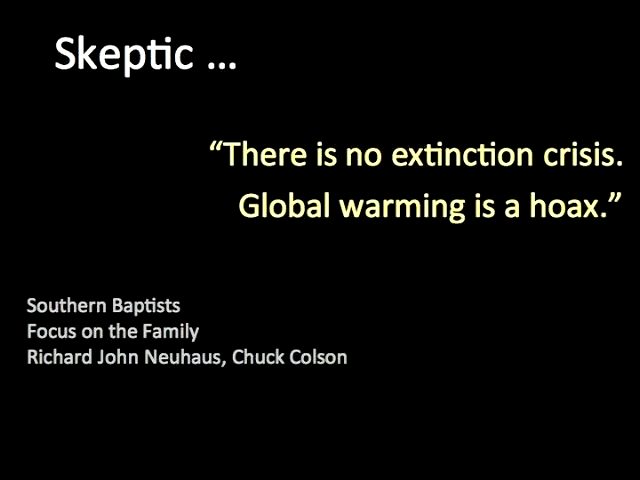 Skeptic ...
“There is no extinction crisis.
Global warming is a hoax.”
Southern Baptists
Focus on the Family
Richard John Neuhaus, Chuck Colson